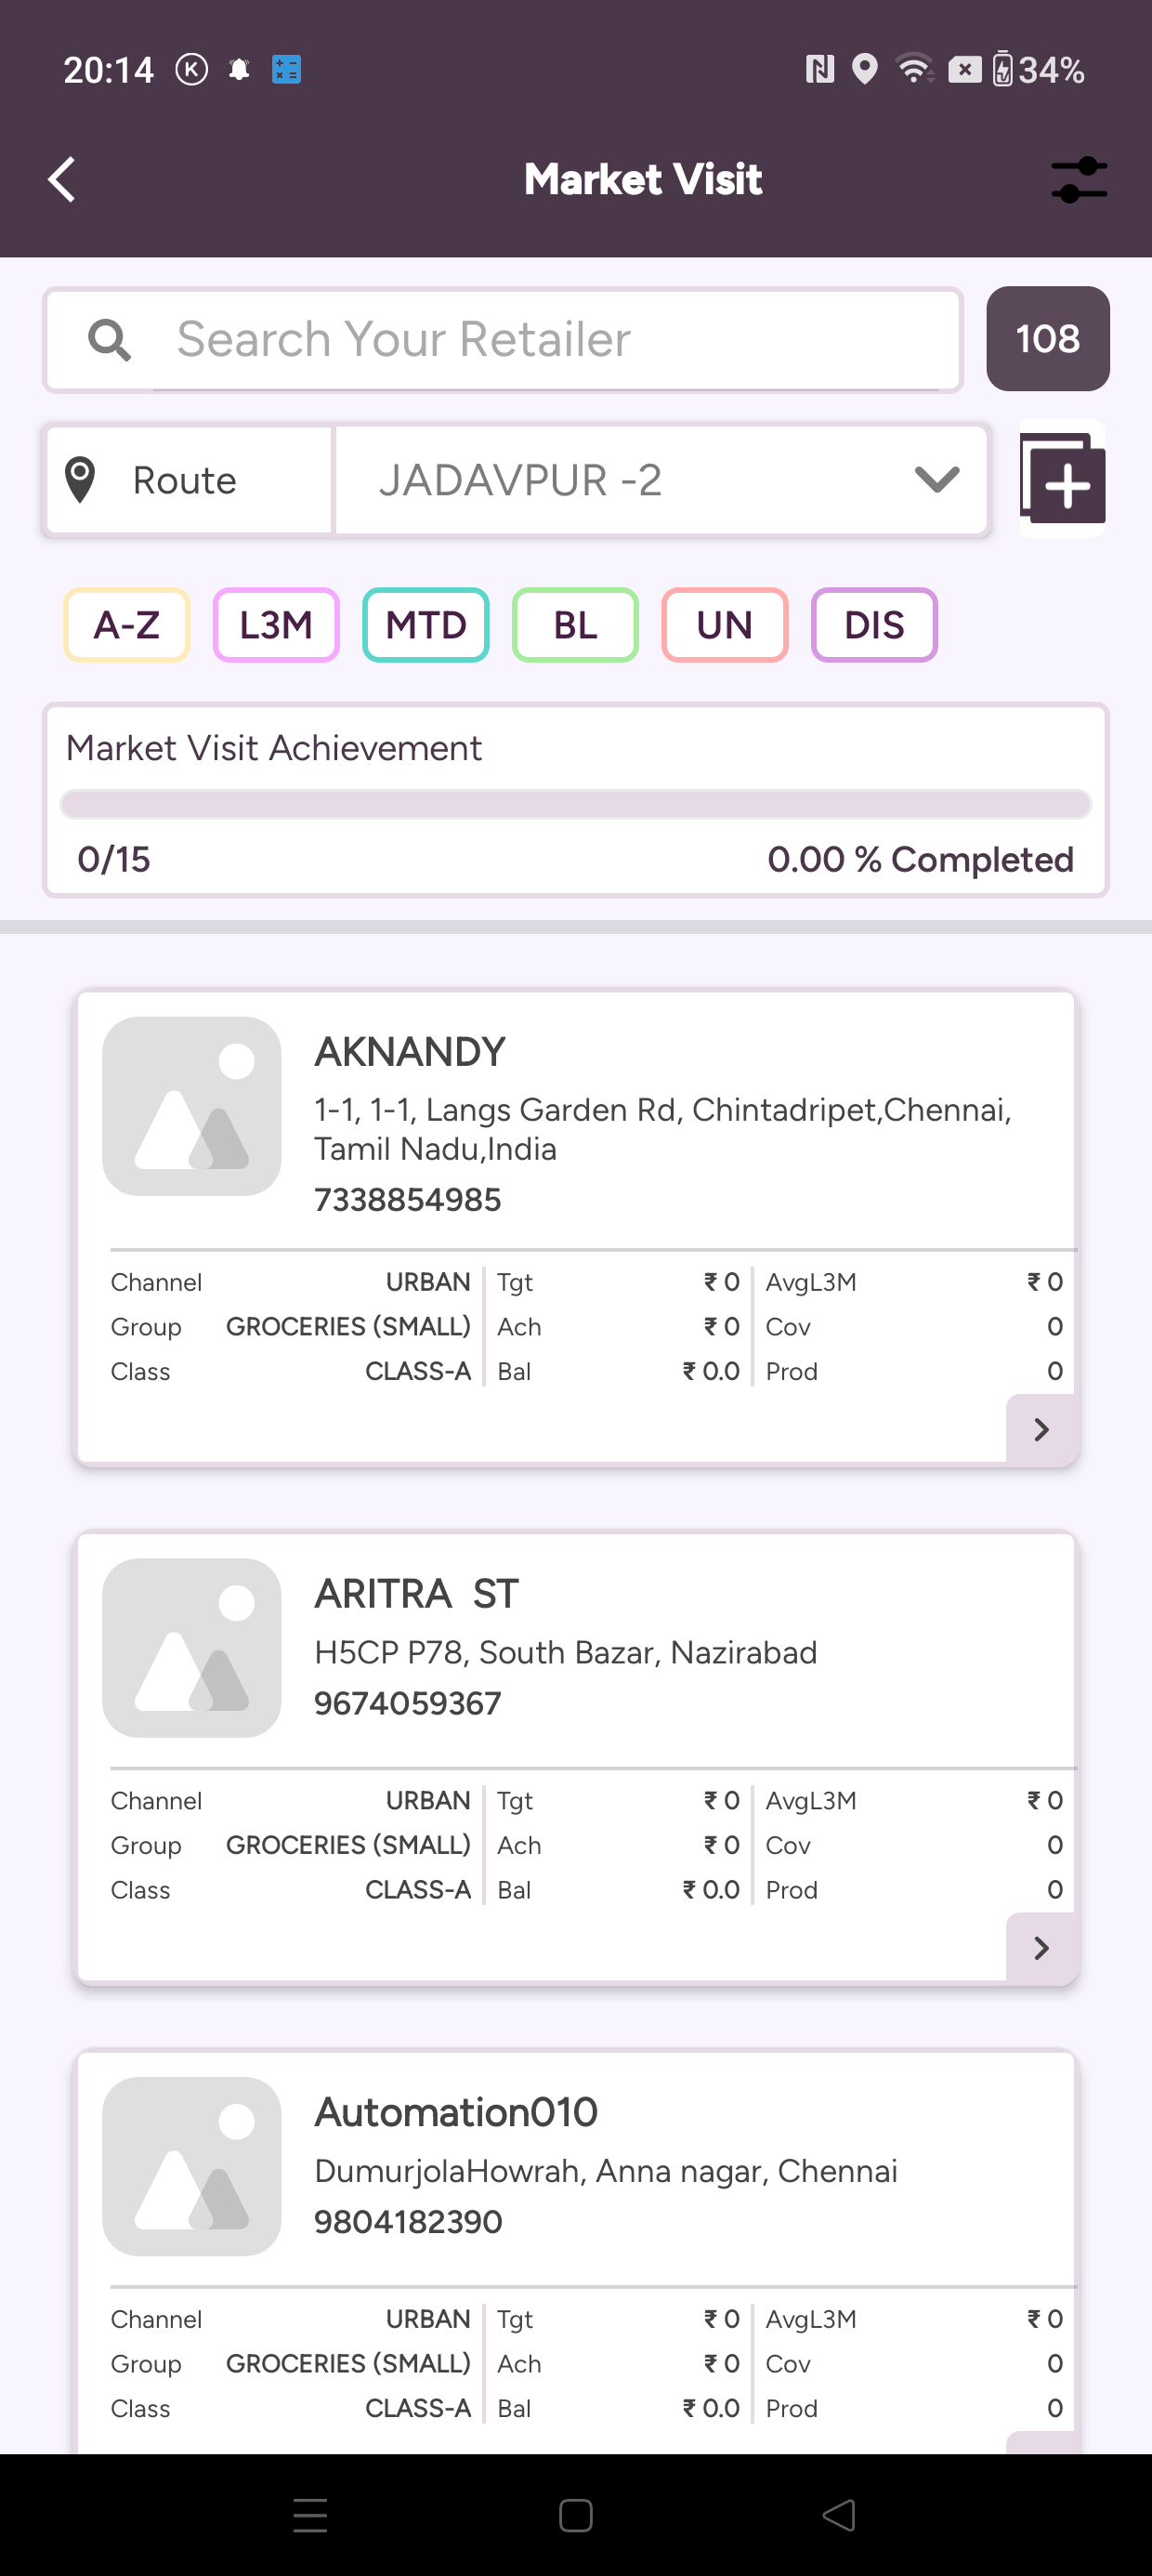 20:14 K 34%
Market Visit
Search Your Retailer 108
Route JADAVPUR -2
A-Z L3M MTD BL UN DIS
Market Visit Achievement
0/15 0.00 % Completed
AKNANDY
1-1, 1-1, Langs Garden Rd, Chintadripet,Chennai,
Tamil Nadu,India
7338854985
Channel URBAN Tgt ₹ 0 AvgL3M ₹ 0
Group GROCERIES (SMALL) Ach ₹ 0 Cov 0
Class CLASS-A Bal ₹ 0.0 Prod 0
ARITRA  ST
H5CP P78, South Bazar, Nazirabad
9674059367
Channel URBAN Tgt ₹ 0 AvgL3M ₹ 0
Group GROCERIES (SMALL) Ach ₹ 0 Cov 0
Class CLASS-A Bal ₹ 0.0 Prod 0
Automation010
DumurjolaHowrah, Anna nagar, Chennai
9804182390
Channel URBAN Tgt ₹ 0 AvgL3M ₹ 0
Group GROCERIES (SMALL) Ach ₹ 0 Cov 0
Class CLASS-A Bal ₹ 0.0 Prod 0